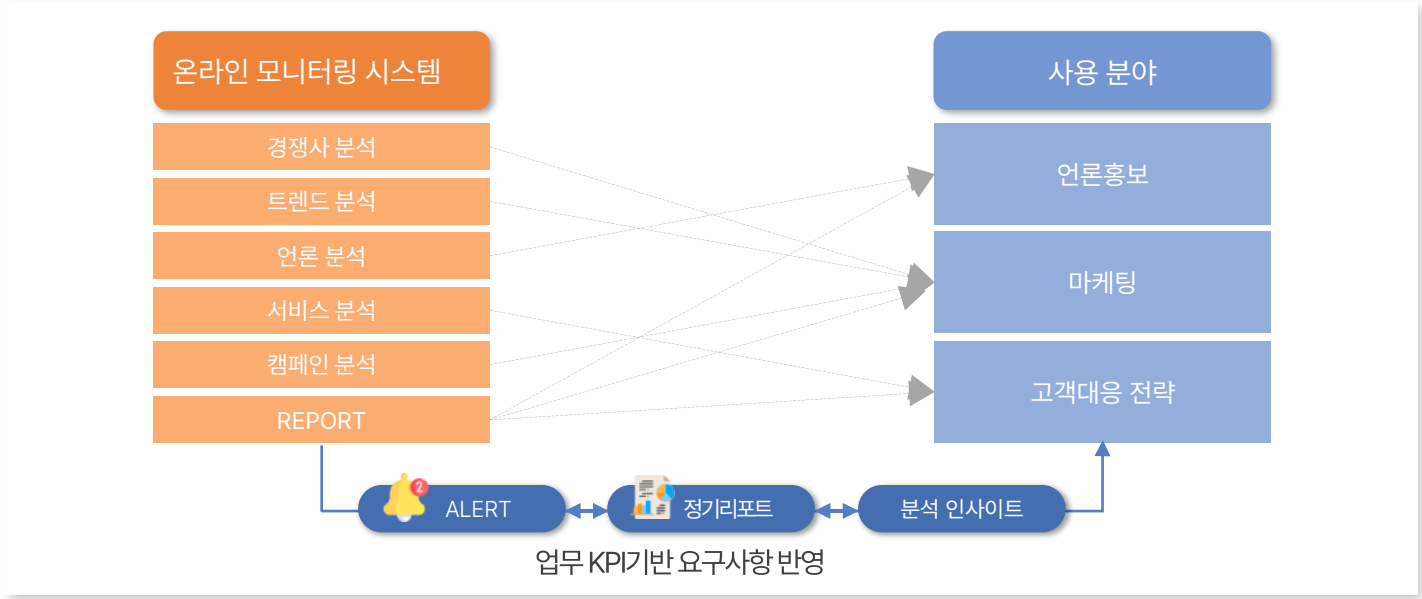 온라인 모니터링 시스템
경쟁사 분석
트렌드 분석
언론 분석
서비스 분석
캠페인 분석
REPORT
사용 분야
언론홍보
마케팅
고객대응 전략
2
ALERT
정기리포트
분석 인사이트
업무 KPI기반 요구사항 반영